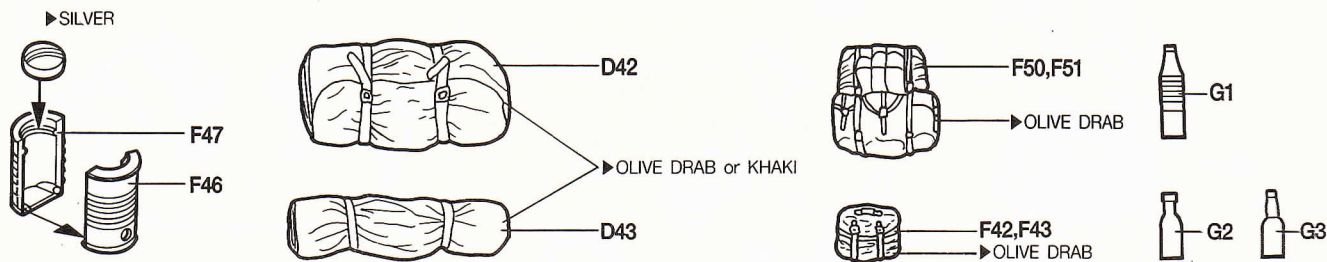 ▶SILVER
F47
F46
D42
▶OLIVE DRAB or KHAKI
D43
F50,F51
▶OLIVE DRAB
F42,F43
▶OLIVE DRAB
G1
G2
G3